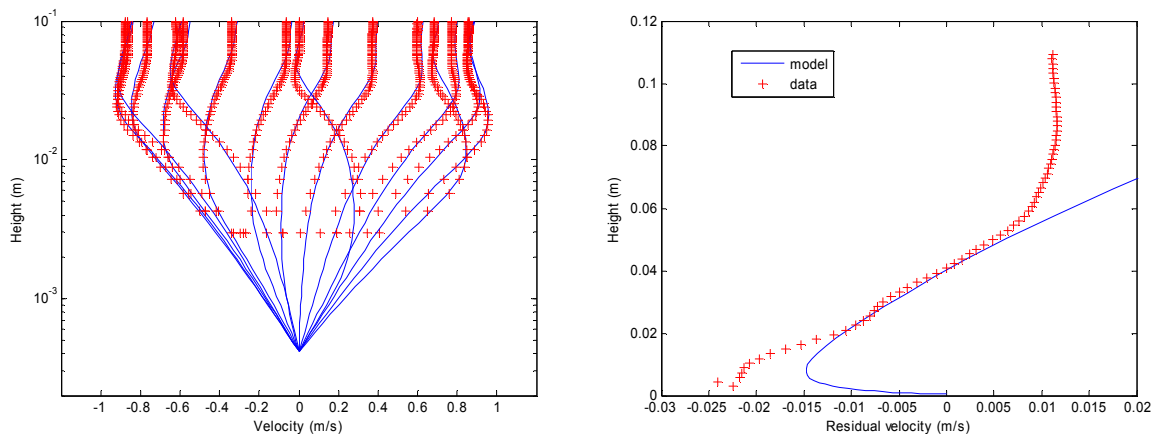 10^-1
10^-2
10^-3
Height (m)
-1 -0.8 -0.6 -0.4 -0.2 0 0.2 0.4 0.6 0.8 1
Velocity (m/s)
0.12
0.1
0.08
0.06
0.04
0.02
0
Height (m)
model
data
-0.03 -0.025 -0.02 -0.015 -0.01 -0.005 0 0.005 0.01 0.015 0.02
Residual velocity (m/s)